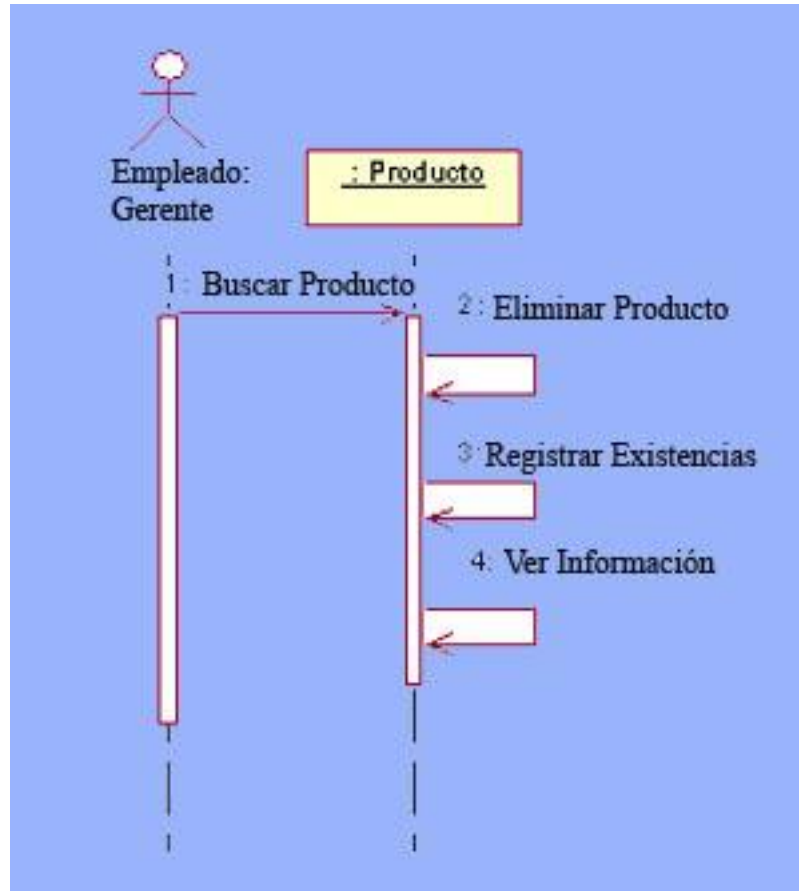 Empleado:
Gerente
: Producto
1: Buscar Producto
2: Eliminar Producto
3: Registrar Existencias
4: Ver Información